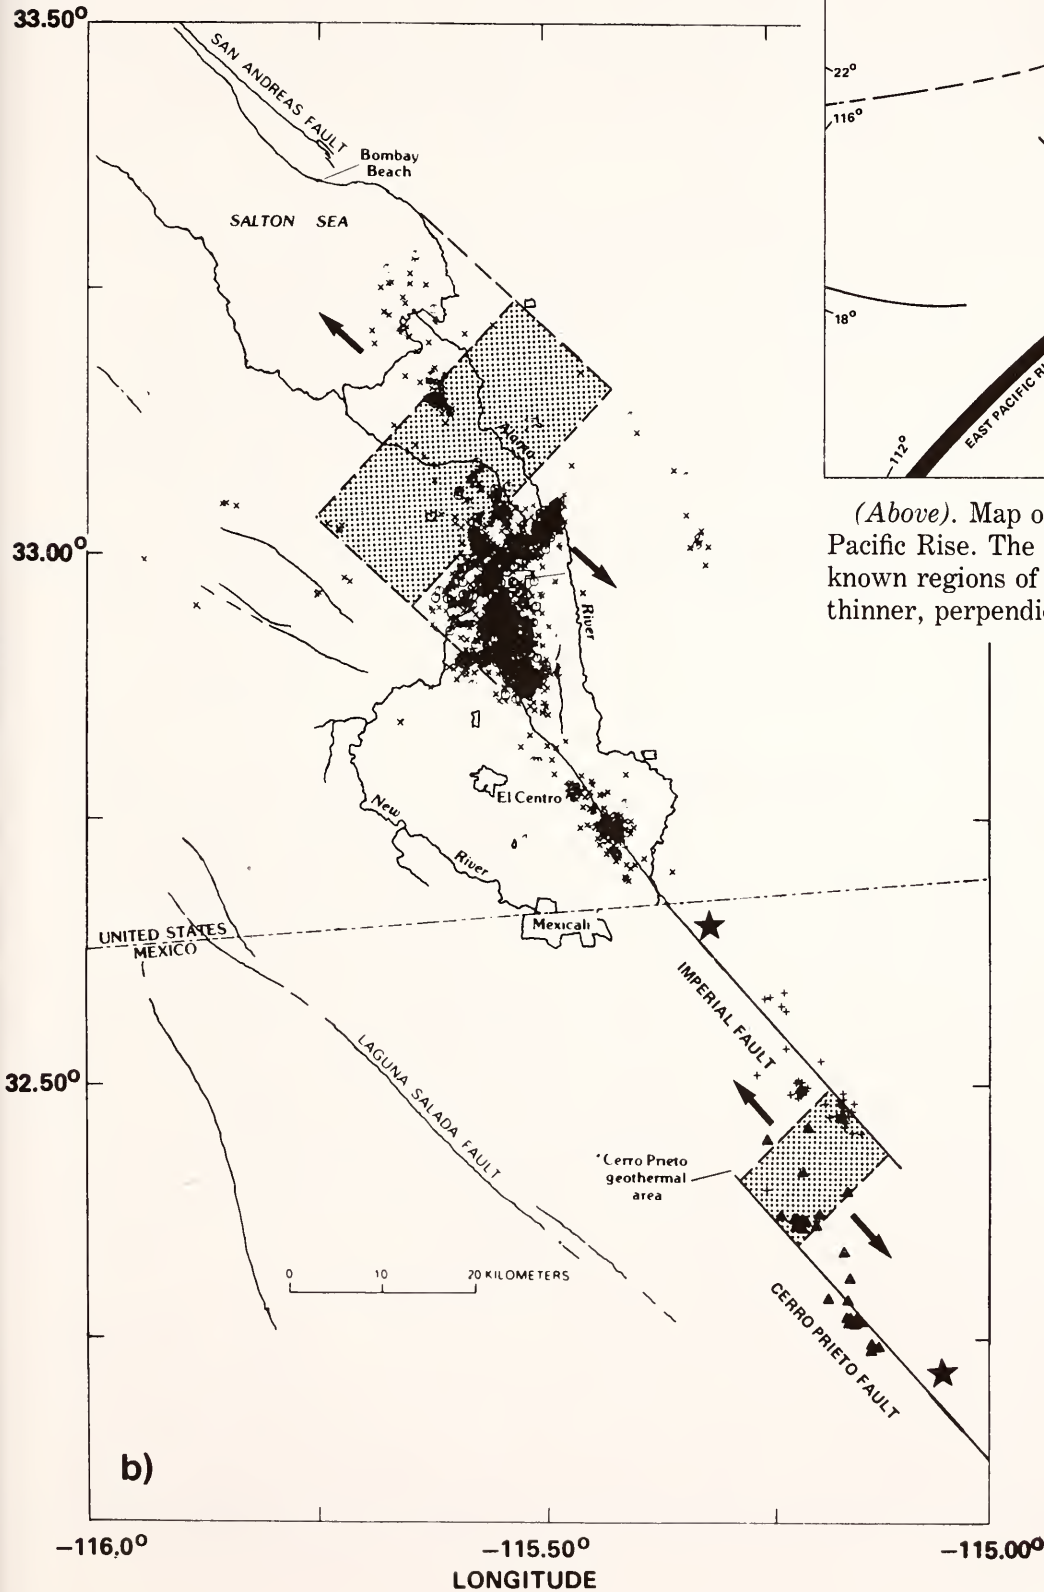 33.50°
SAN ANDREAS FAULT
Bombay
Beach
SALTON SEA
22°
116°
18°
112°
EAST PACIFIC
Alamo
33.00°
River
(Above). Map
Pacific Rise. The
known regions of
thinner,
El Centro
New
River
Mexicali
UNITED STATES
MEXICO
IMPERIAL FAULT
32.50°
LAGUNA SALADA FAULT
Cerro Prieto
geothermal
area
0 10 20 KILOMETERS
CERRO PRIETO FAULT
b)
−116.0° −115.50° −115.00°
LONGITUDE